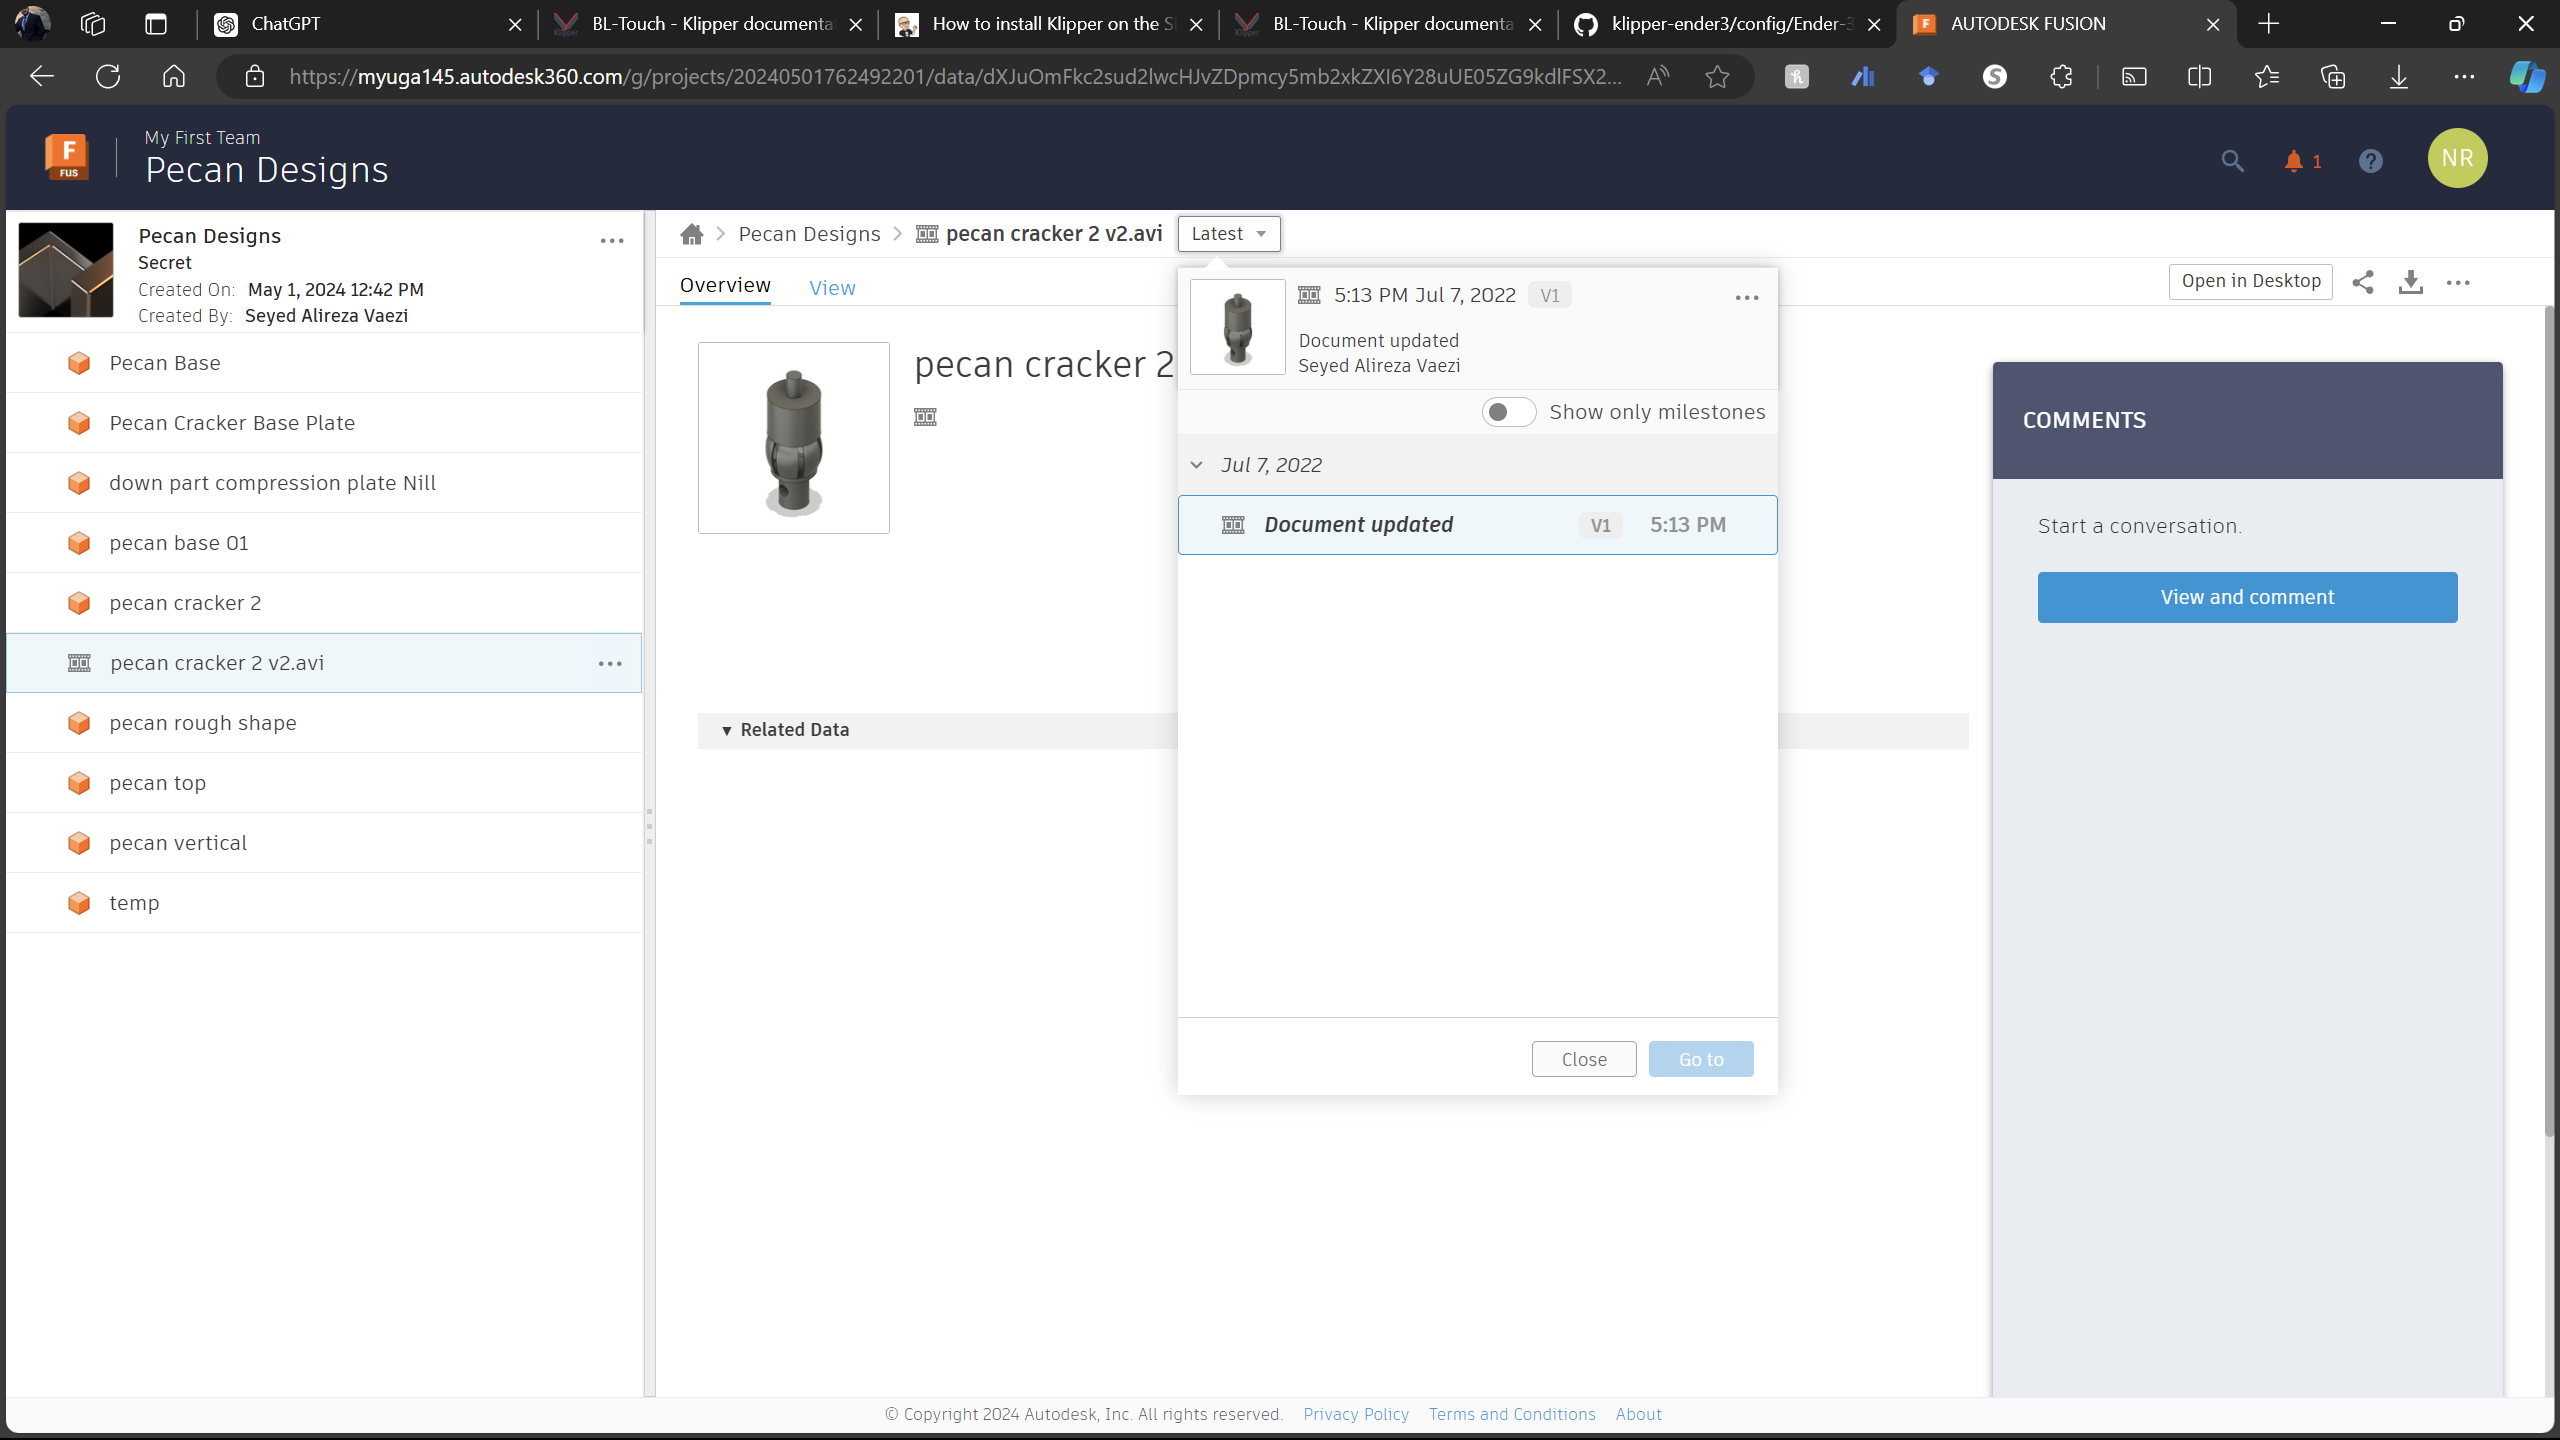 ChatGPT
BL-Touch - Klipper documenta
How to install Klipper on the S
BL-Touch - Klipper documenta
klipper-ender3/config/Ender-3
AUTODESK FUSION
https://myuga145.autodesk360.com/g/projects/20240501762492201/data/dXJuOmFkc2sud2lwcHJvZDpmcy5mb2xkZXI6Y28uUE05ZG9kdlFSX2...
F
FUS
My First Team
Pecan Designs
1
NR
Pecan Designs
Secret
Created On: May 1, 2024 12:42 PM
Created By: Seyed Alireza Vaezi
Pecan Base
Pecan Cracker Base Plate
down part compression plate Nill
pecan base 01
pecan cracker 2
pecan cracker 2 v2.avi
pecan rough shape
pecan top
pecan vertical
temp
Pecan Designs
pecan cracker 2 v2.avi
Latest
Overview
View
Open in Desktop
pecan cracker 2
5:13 PM Jul 7, 2022 V1
Document updated
Seyed Alireza Vaezi
Show only milestones
Jul 7, 2022
Document updated V1 5:13 PM
Related Data
Close
Go to
COMMENTS
Start a conversation.
View and comment
© Copyright 2024 Autodesk, Inc. All rights reserved. Privacy Policy Terms and Conditions About